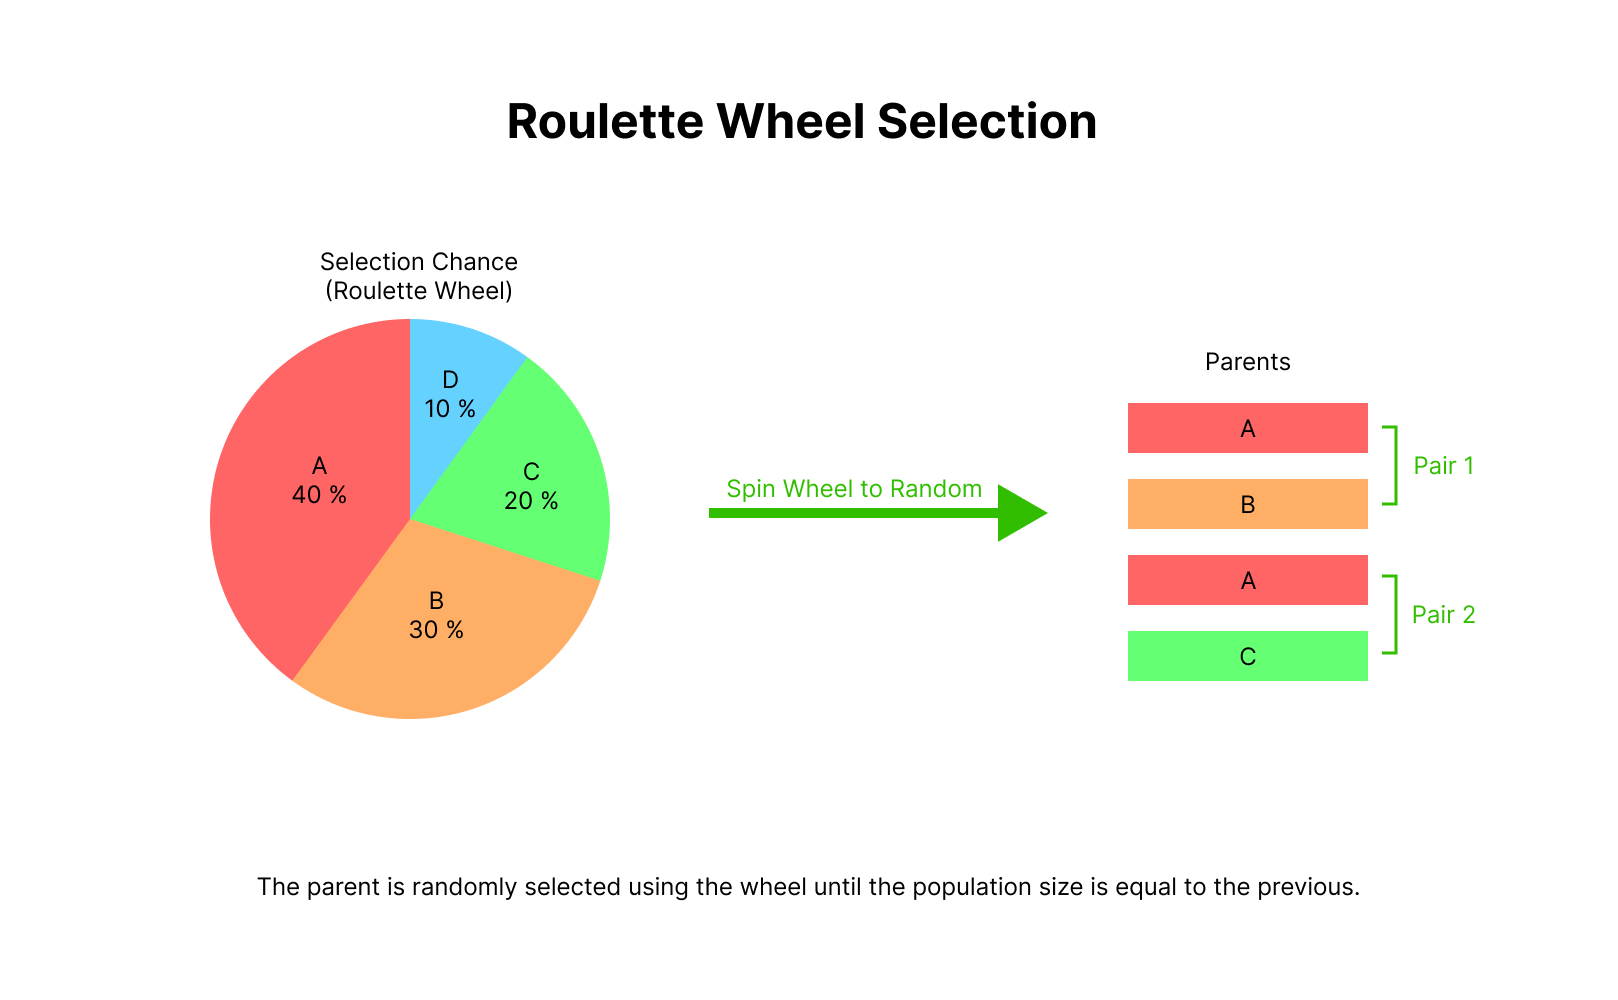 Roulette Wheel Selection
Selection Chance
(Roulette Wheel)
D
10 %
A
40 %
C
20 %
B
30 %
Spin Wheel to Random
Parents
A
B
Pair 1
A
C
Pair 2
The parent is randomly selected using the wheel until the population size is equal to the previous.